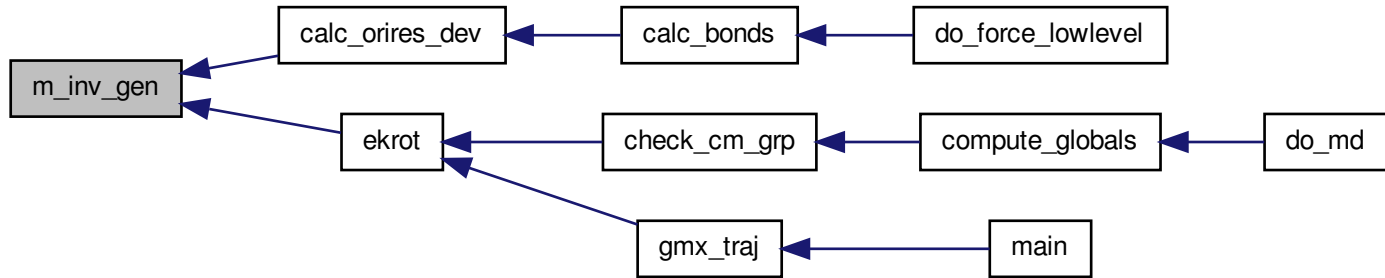 calc_orires_dev
calc_bonds
do_force_lowlevel
m_inv_gen
ekrot
check_cm_grp
compute_globals
do_md
gmx_traj
main